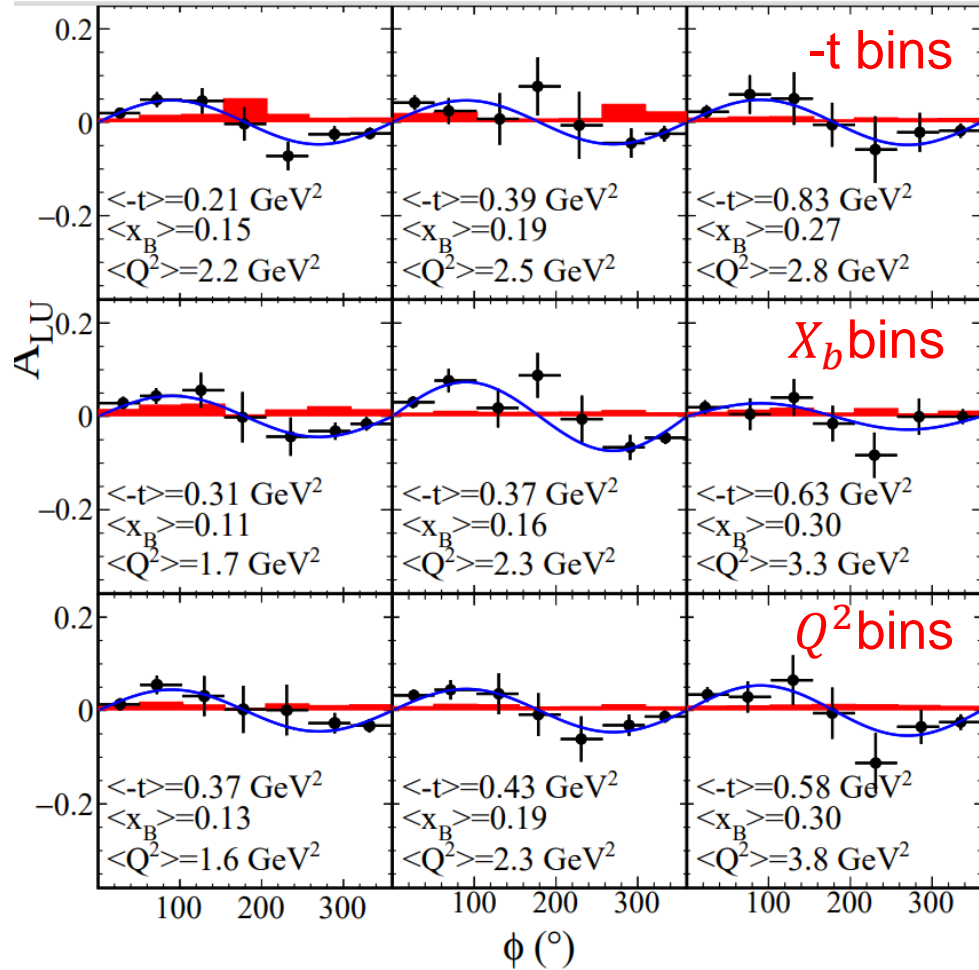 0.2
0
−0.2
-t bins
<-t>=0.21 GeV²
<x_B>=0.15
<Q²>=2.2 GeV²
<-t>=0.39 GeV²
<x_B>=0.19
<Q²>=2.5 GeV²
<-t>=0.83 GeV²
<x_B>=0.27
<Q²>=2.8 GeV²
A_LU
0.2
0
−0.2
X_b bins
<-t>=0.31 GeV²
<x_B>=0.11
<Q²>=1.7 GeV²
<-t>=0.37 GeV²
<x_B>=0.16
<Q²>=2.3 GeV²
<-t>=0.63 GeV²
<x_B>=0.30
<Q²>=3.3 GeV²
0.2
0
−0.2
Q² bins
<-t>=0.37 GeV²
<x_B>=0.13
<Q²>=1.6 GeV²
<-t>=0.43 GeV²
<x_B>=0.19
<Q²>=2.3 GeV²
<-t>=0.58 GeV²
<x_B>=0.30
<Q²>=3.8 GeV²
100 200 300 100 200 300 100 200 300
ϕ (°)